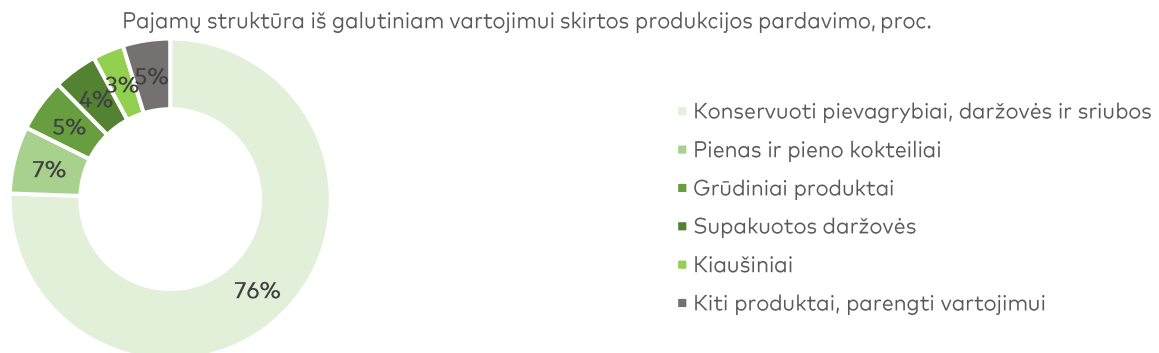 Pajamų struktūra iš galutiniam vartojimui skirtos produkcijos pardavimo, proc.
5%
3%
4%
5%
7%
76%
Konservuoti pievagrybiai, daržovės ir sriubos
Pienas ir pieno kokteiliai
Grūdiniai produktai
Supakuotos daržovės
Kiaušiniai
Kiti produktai, parengti vartojimui